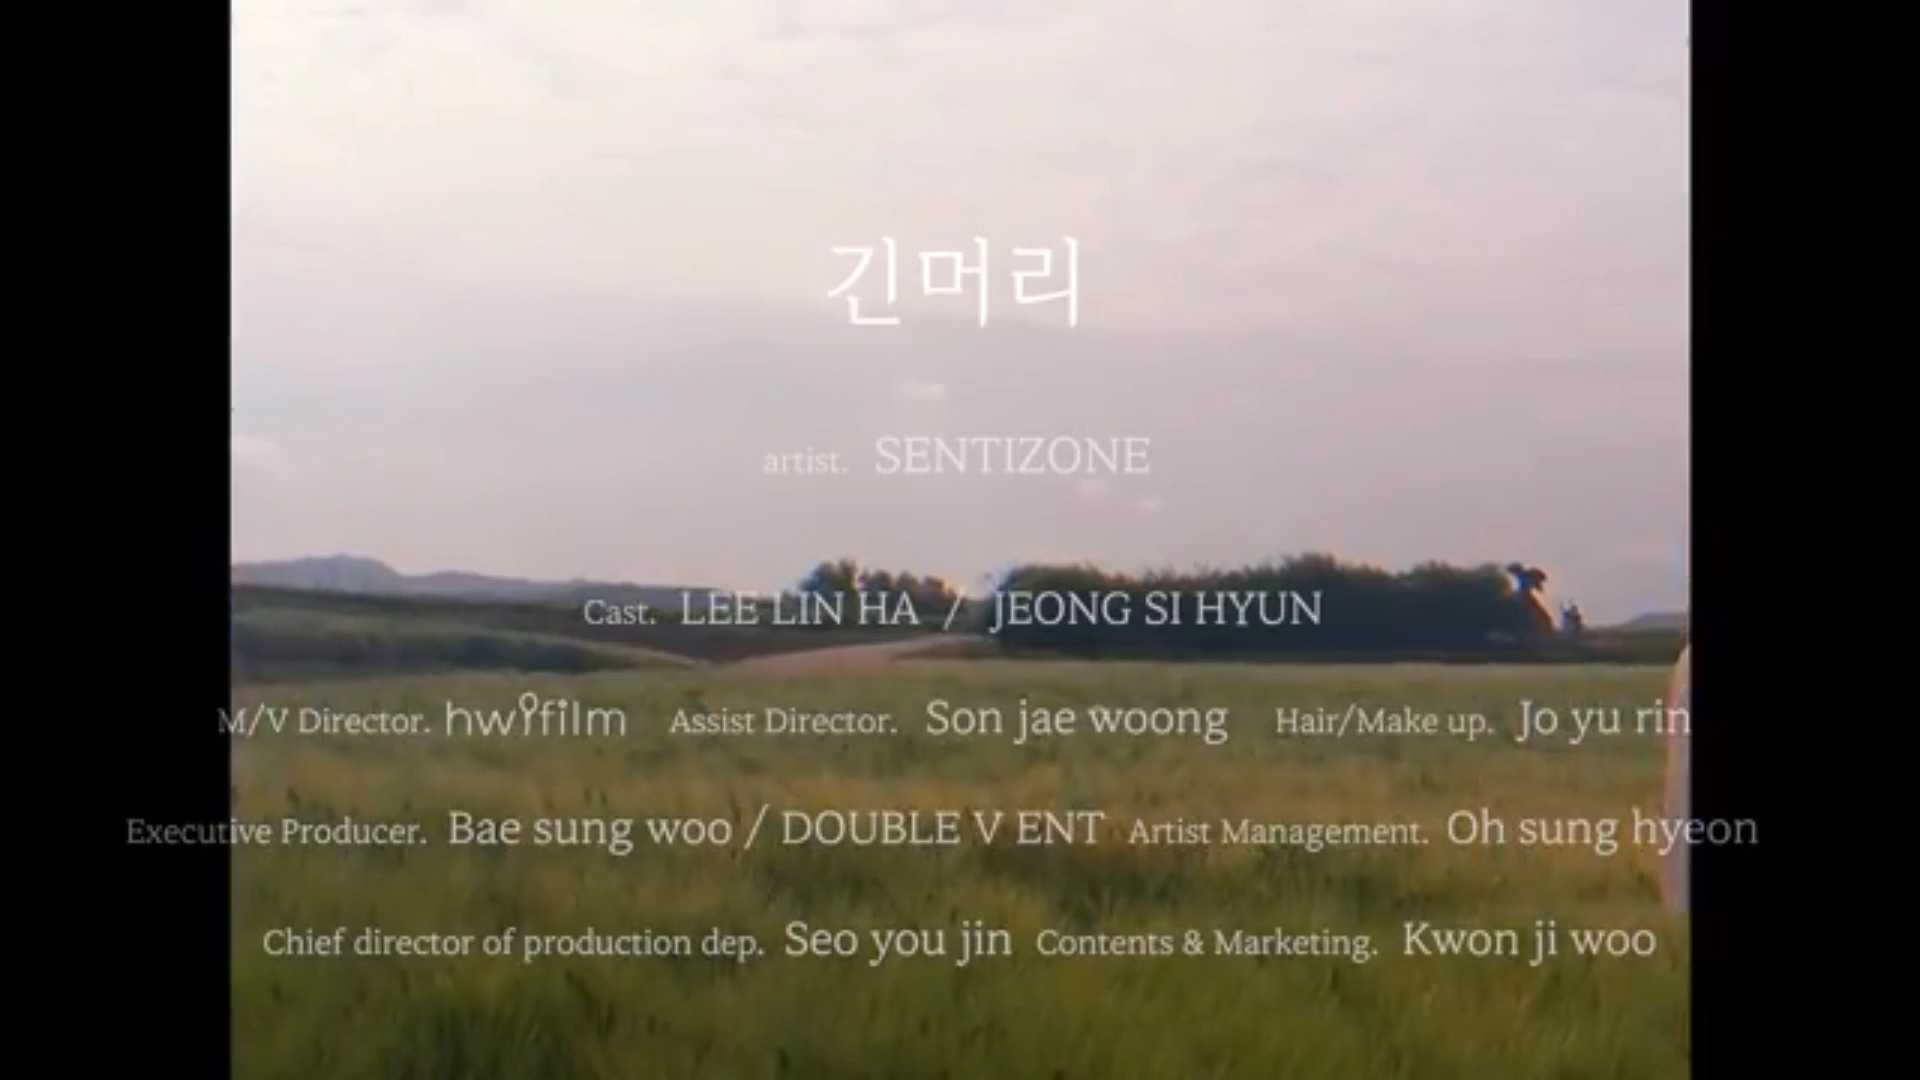 긴머리
artist. SENTIZONE
Cast. LEE LIN HA / JEONG SI HYUN
M/V Director. hwifilm Assist Director. Son jae woong Hair/Make up. Jo yu rin
Executive Producer. Bae sung woo / DOUBLE V ENT Artist Management. Oh sung hyeon
Chief director of production dep. Seo you jin Contents & Marketing. Kwon ji woo